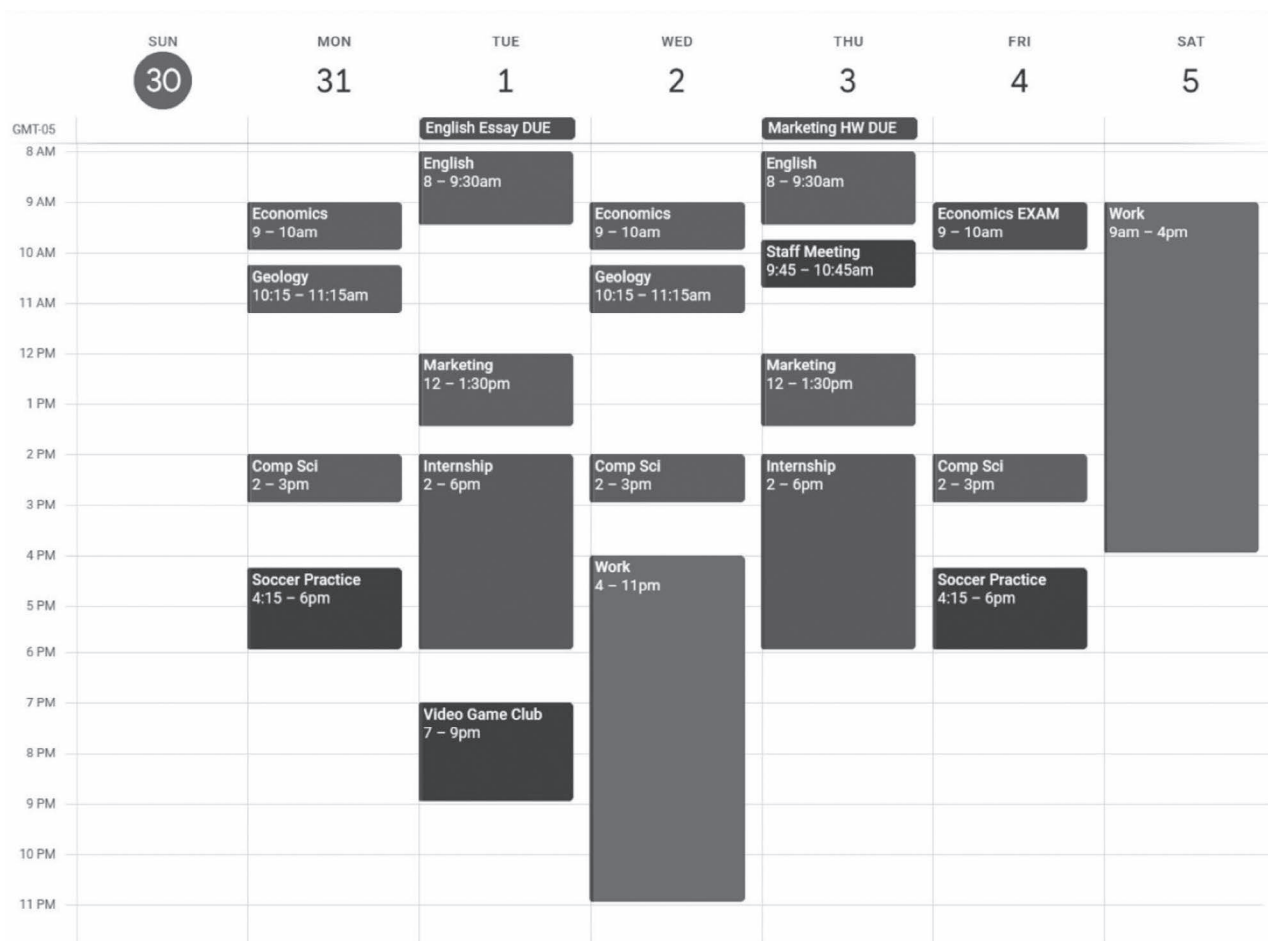 SUN
MON
TUE
WED
THU
FRI
SAT
30
31
1
2
3
4
5
GMT-05
English Essay DUE
Marketing HW DUE
8 AM
9 AM
10 AM
11 AM
12 PM
1 PM
2 PM
3 PM
4 PM
5 PM
6 PM
7 PM
8 PM
9 PM
10 PM
11 PM
Economics
9 – 10am
Geology
10:15 – 11:15am
Comp Sci
2 – 3pm
Soccer Practice
4:15 – 6pm
English
8 – 9:30am
Marketing
12 – 1:30pm
Internship
2 – 6pm
Video Game Club
7 – 9pm
Economics
9 – 10am
Geology
10:15 – 11:15am
Comp Sci
2 – 3pm
Work
4 – 11pm
English
8 – 9:30am
Staff Meeting
9:45 – 10:45am
Marketing
12 – 1:30pm
Internship
2 – 6pm
Economics EXAM
9 – 10am
Comp Sci
2 – 3pm
Soccer Practice
4:15 – 6pm
Work
9am – 4pm